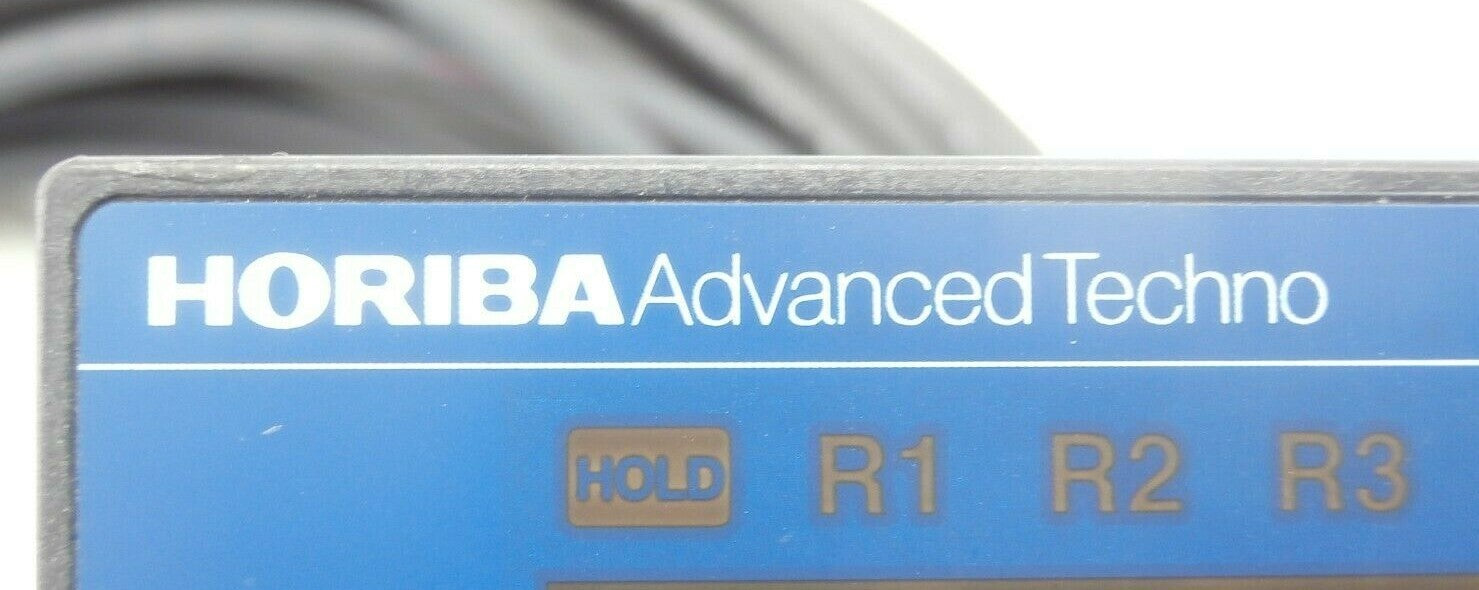 HORIBA Advanced Techno
HOLD R1 R2 R3